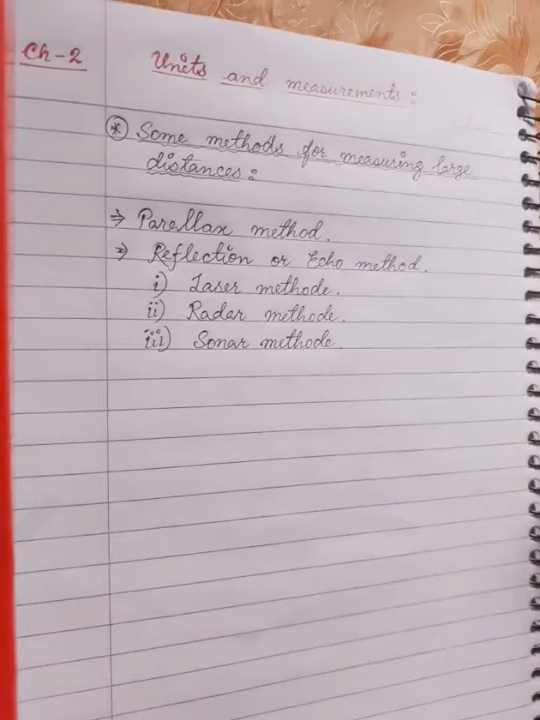 Ch-2
Units and measurements:
* Some methods for measuring large
distances:
⇒ Parellax method.
⇒ Reflection or Echo method.
i) Laser methode.
ii) Radar methode.
iii) Sonar methode.